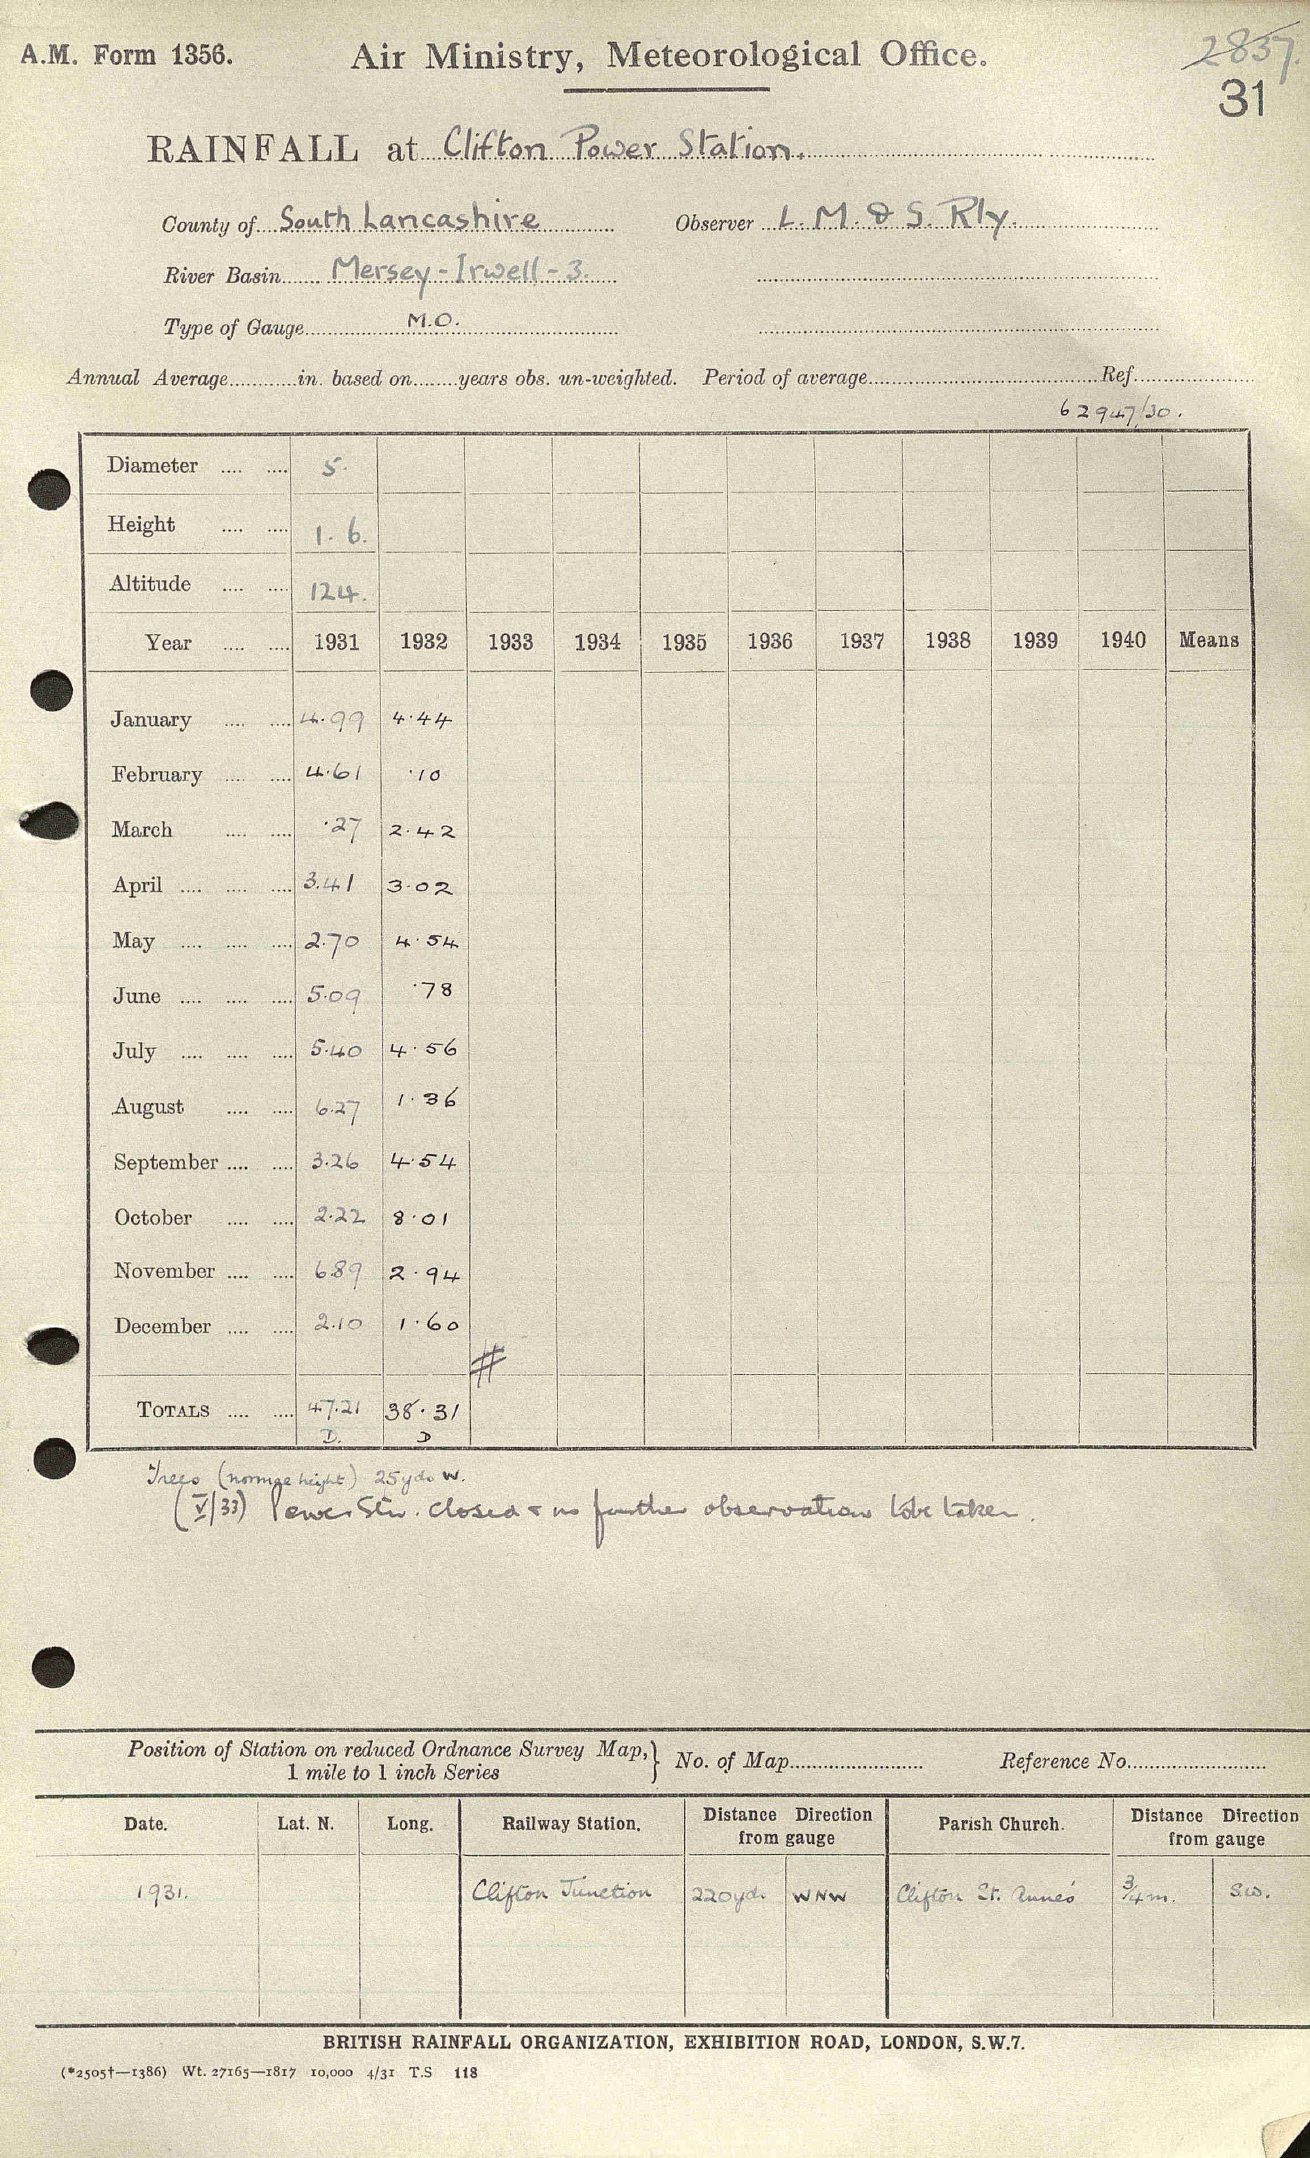 A.M. Form 1356.
Air Ministry, Meteorological Office.
2837.
31
RAINFALL at Clifton Power Station.
County of South Lancashire Observer L. M. & S. Rly.
River Basin Mersey - Irwell - 3.
Type of Gauge M.O.
Annual Average in. based on years obs. un-weighted. Period of average Ref.
62947/30.
Diameter 5.
Height 1. 6.
Altitude 124.
Year 1931 1932 1933 1934 1935 1936 1937 1938 1939 1940 Means
January 4.99 4.44
February 4.61 .10
March .27 2.42
April 3.41 3.02
May 2.70 4.54
June 5.09 .78
July 5.40 4.56
August 6.27 1.36
September 3.26 4.54
October 2.22 8.01
November 6.89 2.94
December 2.10 1.60
#
TOTALS 47.21 38.31
D. D
Trees (normal height) 25 yds W.
(V/33) Power Stn. closed & no further observation to be taken.
Position of Station on reduced Ordnance Survey Map, } No. of Map Reference No.
1 mile to 1 inch Series
Date. Lat. N. Long. Railway Station. Distance Direction from gauge Parish Church. Distance Direction from gauge
1931. Clifton Junction 220yds. WNW Clifton St. Anne's 3/4 m. S.W.
BRITISH RAINFALL ORGANIZATION, EXHIBITION ROAD, LONDON, S.W.7.
(*2505†—1386) Wt. 27165—1817 10,000 4/31 T.S 118